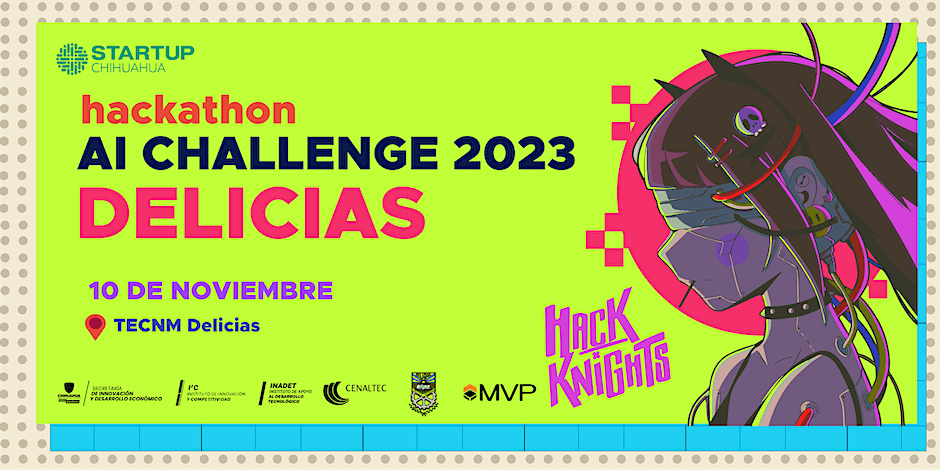 STARTUP
CHIHUAHUA
hackathon
AI CHALLENGE 2023
DELICIAS
10 DE NOVIEMBRE
TECNM Delicias
HACK
KNIGHTS
SECRETARÍA
DE INNOVACIÓN
Y DESARROLLO ECONÓMICO
I²C
INSTITUTO DE INNOVACIÓN
Y COMPETITIVIDAD
INADET
INSTITUTO DE APOYO
AL DESARROLLO
TECNOLÓGICO
CENALTEC
MVP